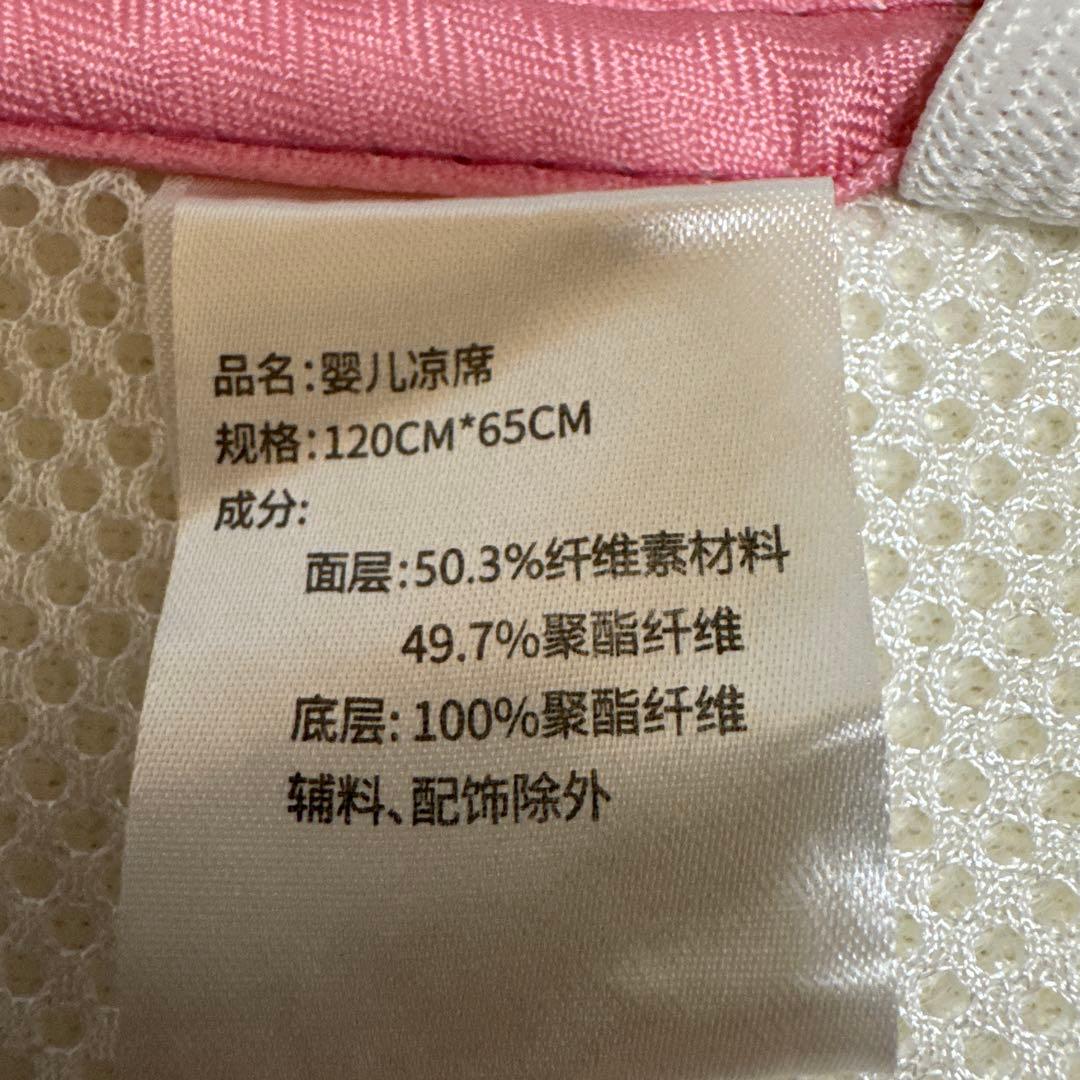 品名:婴儿凉席
规格:120CM*65CM
成分:
面层:50.3%纤维素材料
49.7%聚酯纤维
底层:100%聚酯纤维
辅料、配饰除外